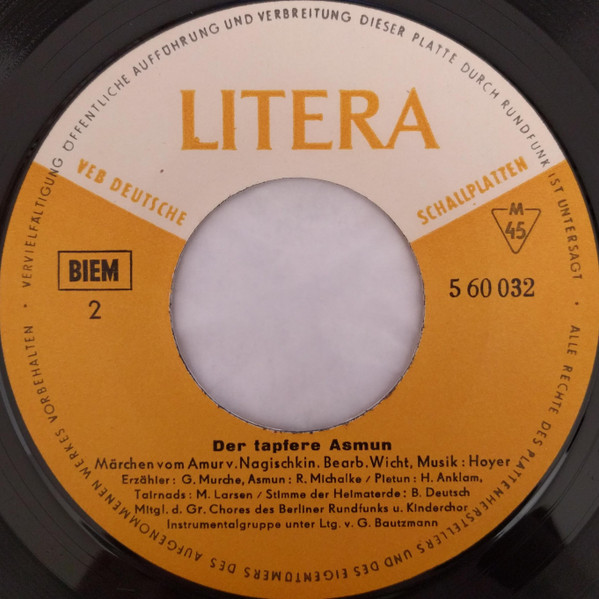 VERVIELFÄLTIGUNG ÖFFENTLICHE AUFFÜHRUNG UND VERBREITUNG DIESER PLATTE DURCH RUNDFUNK IST UNTERSAGT • ALLE RECHTE DES PLATTENHERSTELLERS UND DES EIGENTÜMERS DES AUFGENOMMENEN WERKES VORBEHALTEN •
LITERA
VEB DEUTSCHE SCHALLPLATTEN
M
45
BIEM
2
5 60 032
Der tapfere Asmun
Märchen vom Amur v. Nagischkin. Bearb. Wicht, Musik : Hoyer
Erzähler : G. Murche, Asmun : R. Michalke / Pletun : H. Anklam,
Tairnads : M. Larsen / Stimme der Heimaterde : B. Deutsch
Mitgl. d. Gr. Chores des Berliner Rundfunks u. Kinderchor
Instrumentalgruppe unter Ltg. v. G. Bautzmann